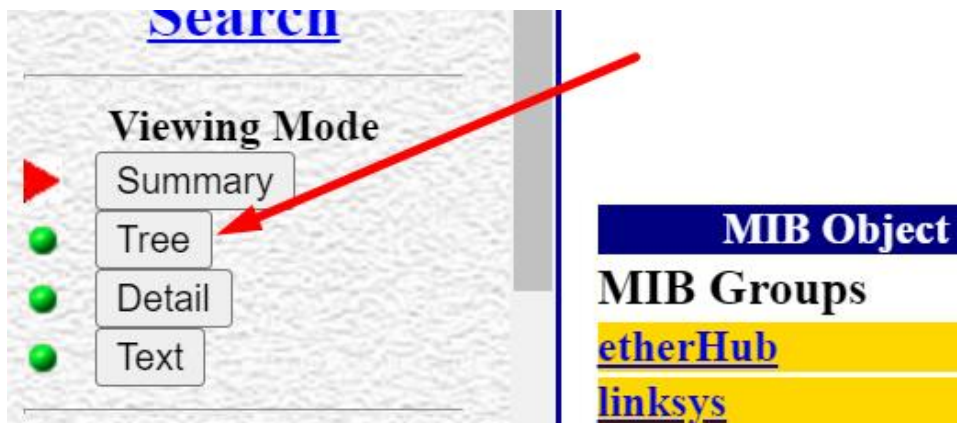 Search
Viewing Mode
Summary
Tree
Detail
Text
MIB Object
MIB Groups
etherHub
linksys